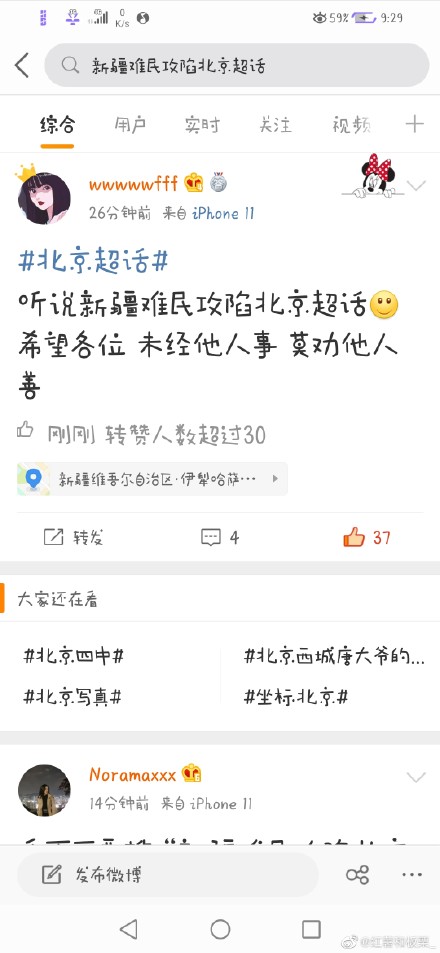 0
K/s
59%
9:29
新疆难民攻陷北京超话
综合 用户 实时 关注 视频
wwwwwfff
26分钟前 来自 iPhone 11
#北京超话#
听说新疆难民攻陷北京超话
希望各位 未经他人事 莫劝他人
善
刚刚 转赞人数超过30
新疆维吾尔自治区·伊犁哈萨…
转发
4
37
大家还在看
#北京四中#
#北京西城唐大爷的...
#北京写真#
#坐标北京#
Noramaxxx
14分钟前 来自 iPhone 11
发布微博